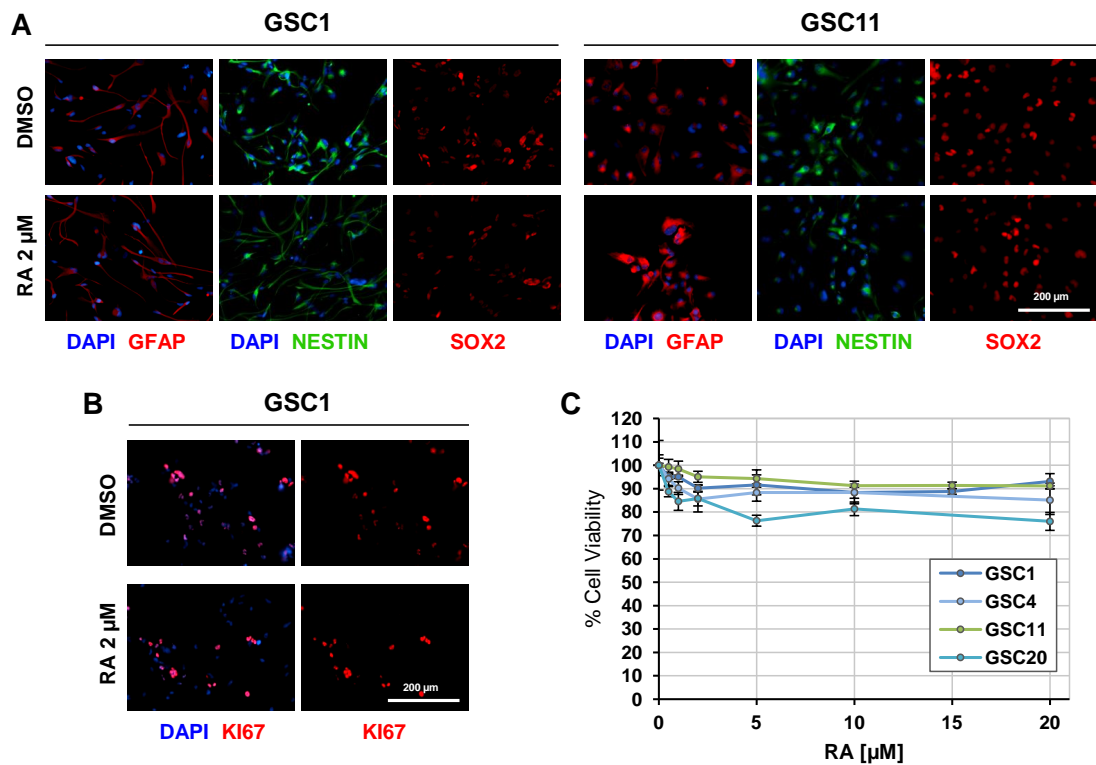 A
GSC1
GSC11
DMSO
RA 2 µM
200 µm
DAPI GFAP
DAPI NESTIN
SOX2
DAPI GFAP
DAPI NESTIN
SOX2
B
GSC1
DMSO
RA 2 µM
200 µm
DAPI KI67
KI67
C
% Cell Viability
120
110
100
90
80
70
60
50
40
30
20
10
0
0
5
10
15
20
RA [µM]
GSC1
GSC4
GSC11
GSC20